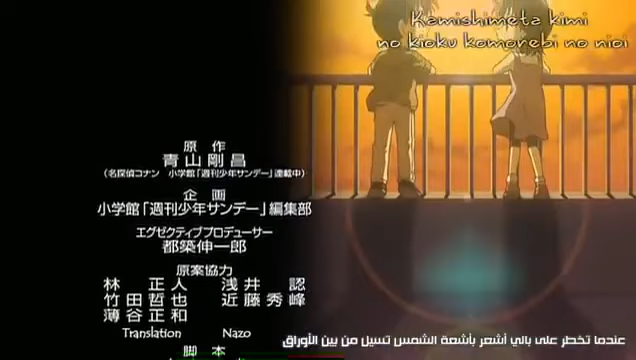 Kamishimeta kimi
no kioku komorebi no nioi
原 作
青山剛昌
(名探偵コナン 小学館「週刊少年サンデー」連載中)
企 画
小学館「週刊少年サンデー」編集部
エグゼクティブプロデューサー
都築伸一郎
原案協力
林 正人 浅井 認
竹田哲也 近藤秀峰
薄谷正和
Translation Nazo
脚 本
عندما تخطر على بالي أشعر بأشعة الشمس تسيل من بين الأوراق